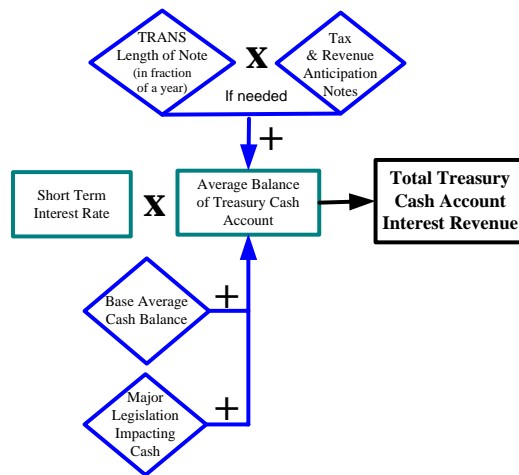 TRANS
Length of Note
(in fraction
of a year)
X
Tax
& Revenue
Anticipation
Notes
If needed
+
Short Term
Interest Rate
X
Average Balance
of Treasury Cash
Account
Total Treasury
Cash Account
Interest Revenue
Base Average
Cash Balance
+
Major
Legislation
Impacting
Cash
+